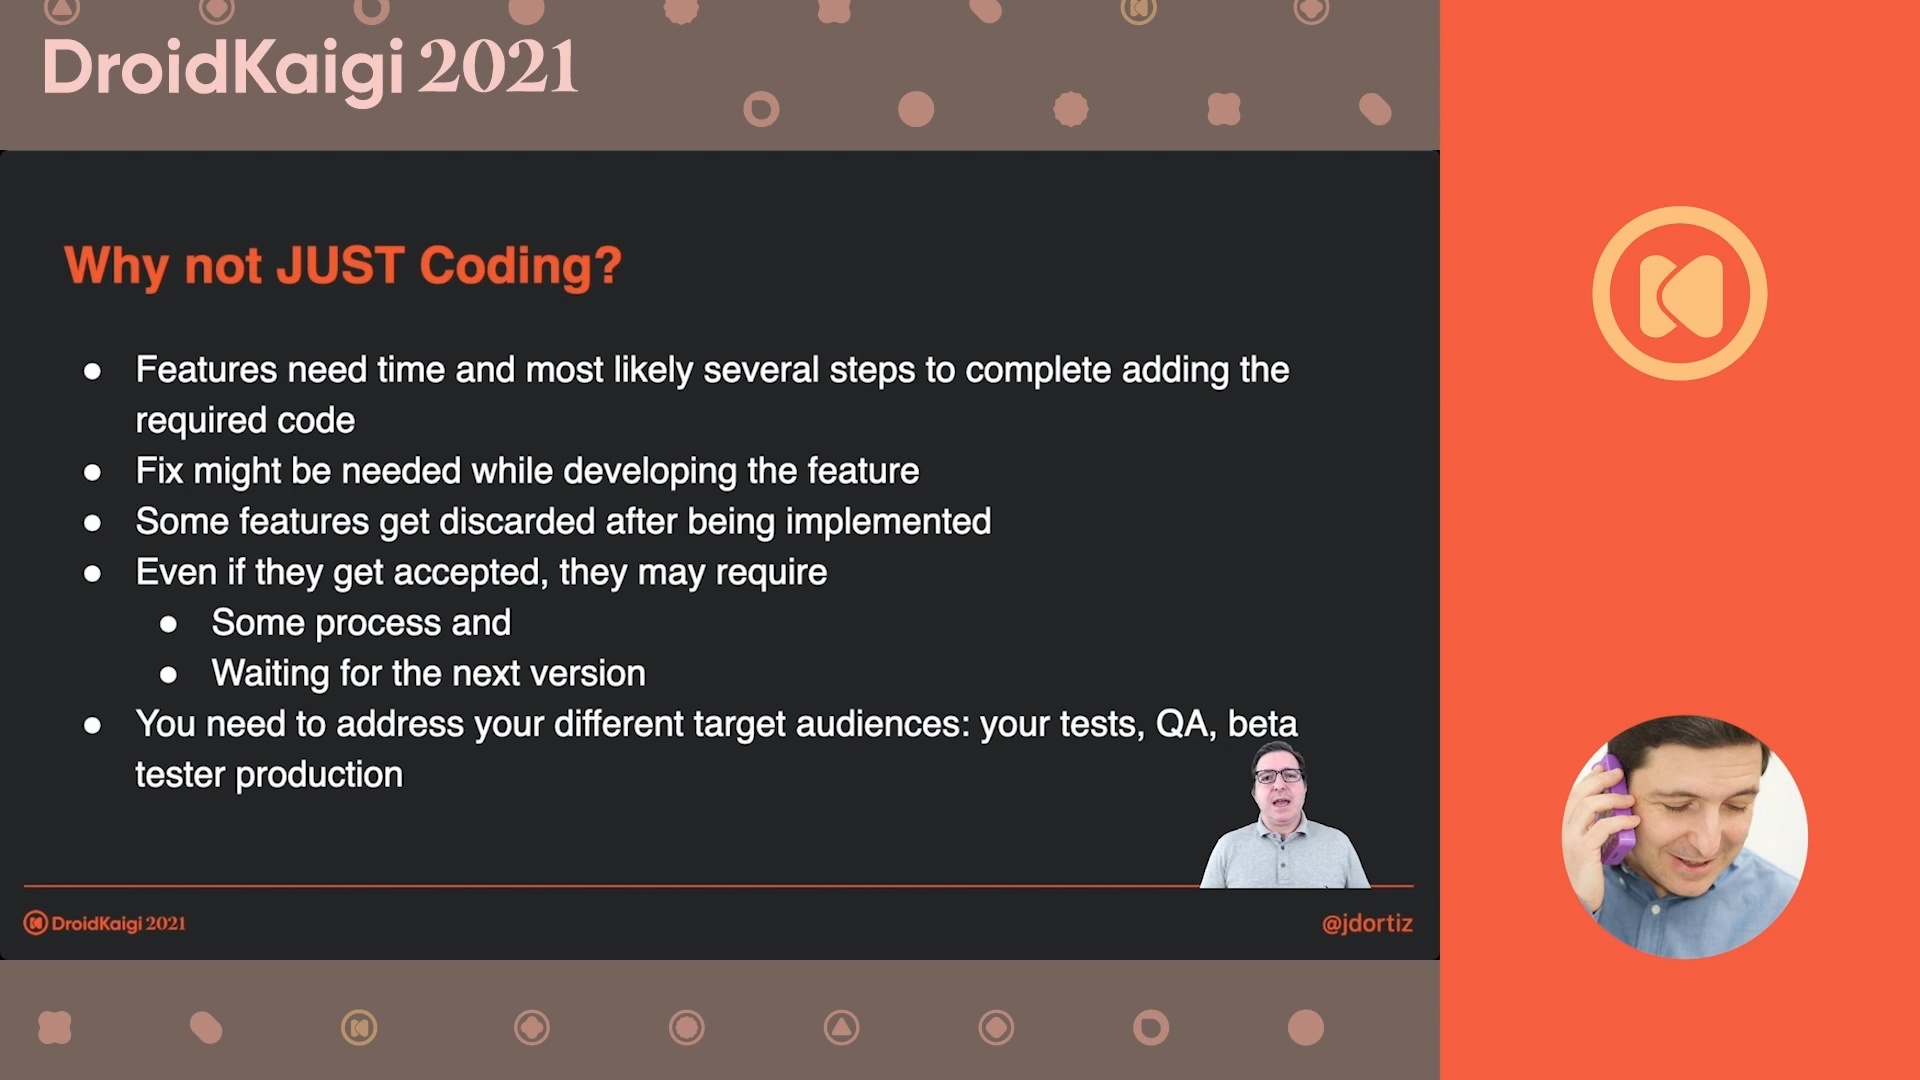 DroidKaigi 2021
Why not JUST Coding?
● Features need time and most likely several steps to complete adding the
required code
● Fix might be needed while developing the feature
● Some features get discarded after being implemented
● Even if they get accepted, they may require
● Some process and
● Waiting for the next version
● You need to address your different target audiences: your tests, QA, beta
tester production
DroidKaigi 2021
@jdortiz